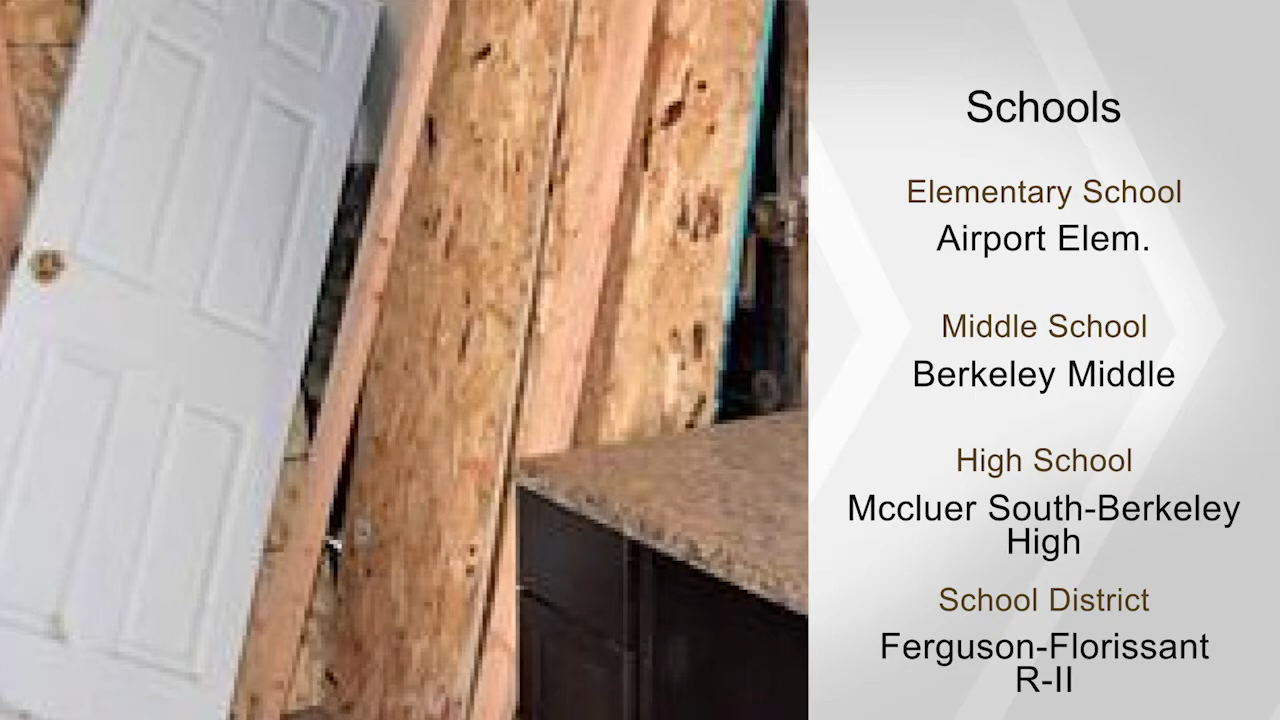 Schools
Elementary School
Airport Elem.
Middle School
Berkeley Middle
High School
Mccluer South-Berkeley
High
School District
Ferguson-Florissant
R-II